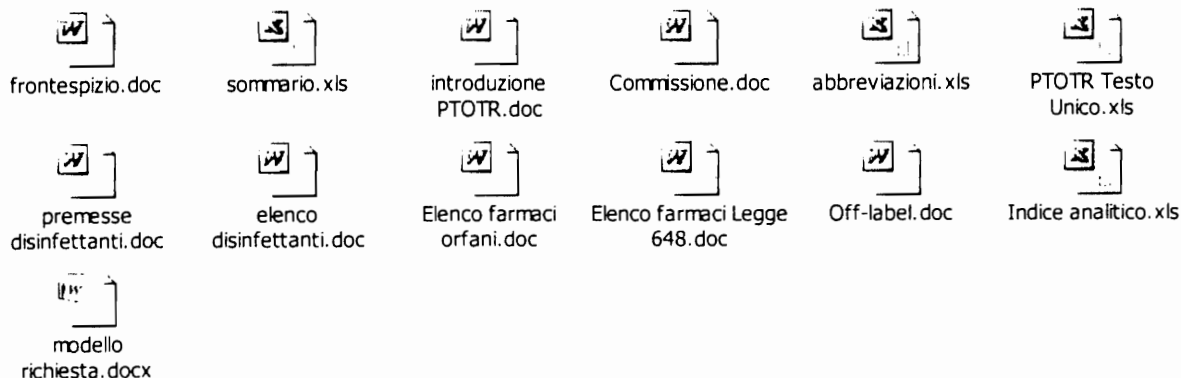 frontespizio.doc
sommario.xls
introduzione
PTOTR.doc
Commissione.doc
abbreviazioni.xls
PTOTR Testo
Unico.xls
premesse
disinfettanti.doc
elenco
disinfettanti.doc
Elenco farmaci
orfani.doc
Elenco farmaci Legge
648.doc
Off-label.doc
Indice analitico.xls
modello
richiesta.docx